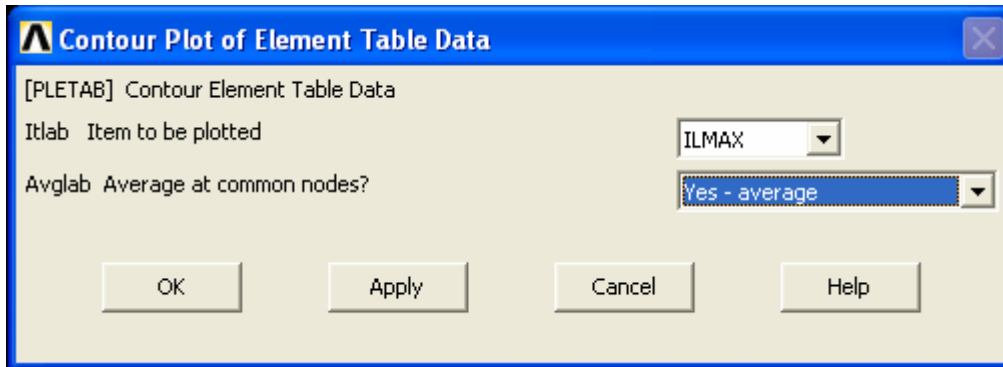 Contour Plot of Element Table Data
[PLETAB] Contour Element Table Data
Itlab Item to be plotted ILMAX
Avglab Average at common nodes? Yes - average
OK Apply Cancel Help